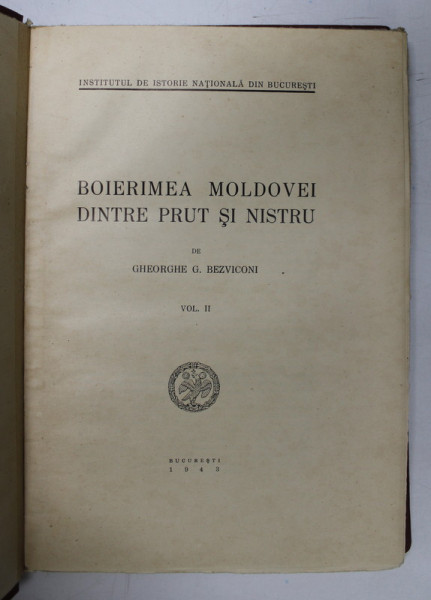 INSTITUTUL DE ISTORIE NAȚIONALĂ DIN BUCUREȘTI
BOIERIMEA MOLDOVEI
DINTRE PRUT ȘI NISTRU
DE
GHEORGHE G. BEZVICONI
VOL. II
BUCUREȘTI
1943